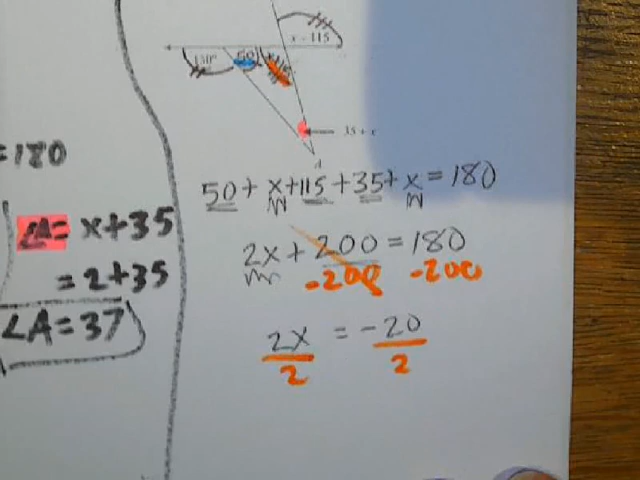 =180
∠A= x+35
= 2+35
∠A=37
x - 115
130°
50
35 + x
A
50+x+115+35+x=180
2x+200=180
-200 -200
2x = -20
2 2